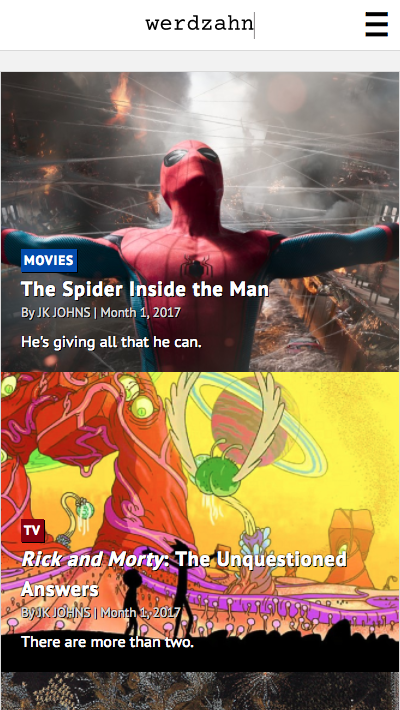 werdzahn
MOVIES
The Spider Inside the Man
By JK JOHNS | Month 1, 2017
He's giving all that he can.
TV
Rick and Morty: The Unquestioned
Answers
By JK JOHNS | Month 1, 2017
There are more than two.